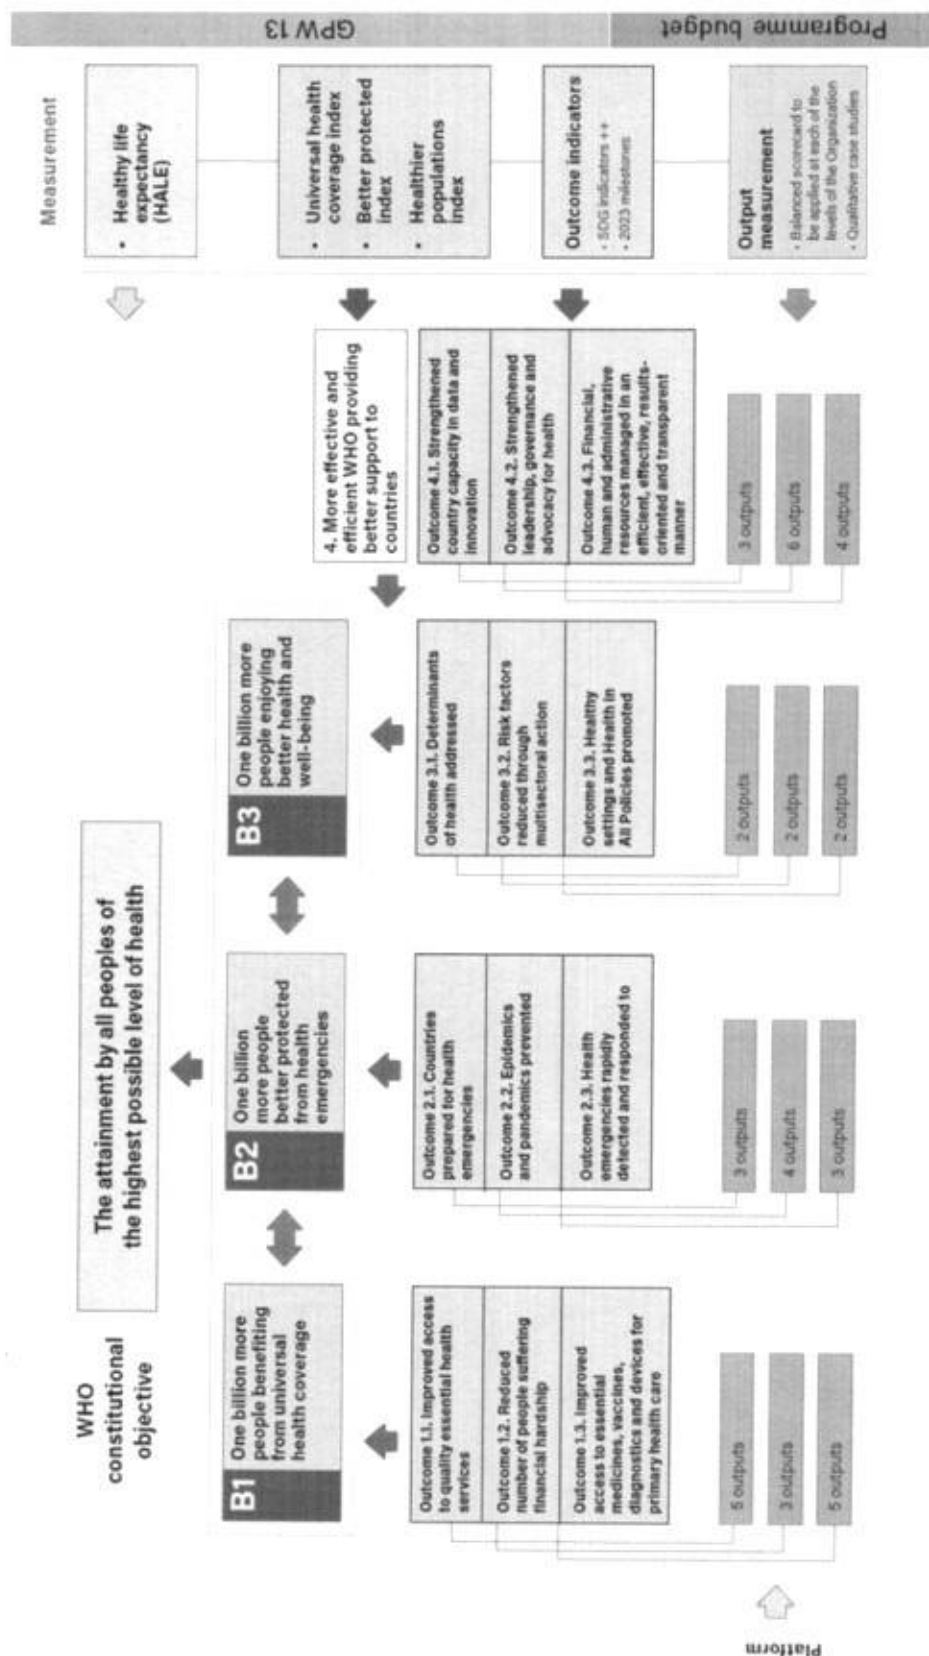 WHO
constitutional
objective
The attainment by all peoples of
the highest possible level of health
Measurement
• Healthy life
expectancy
(HALE)
GPW 13
B1
One billion more
people benefiting
from universal
health coverage
B2
One billion
more people
better protected
from health
emergencies
B3
One billion more
people enjoying
better health and
well-being
4. More effective and
efficient WHO providing
better support to
countries
• Universal health
coverage index
• Better protected
index
• Healthier
populations
index
Outcome 1.1. Improved access
to quality essential health
services
Outcome 1.2. Reduced
number of people suffering
financial hardship
Outcome 1.3. Improved
access to essential
medicines, vaccines,
diagnostics and devices for
primary health care
Outcome 2.1. Countries
prepared for health
emergencies
Outcome 2.2. Epidemics
and pandemics prevented
Outcome 2.3. Health
emergencies rapidly
detected and responded to
Outcome 3.1. Determinants
of health addressed
Outcome 3.2. Risk factors
reduced through
multisectoral action
Outcome 3.3. Healthy
settings and Health in
All Policies promoted
Outcome 4.1. Strengthened
country capacity in data and
innovation
Outcome 4.2. Strengthened
leadership, governance and
advocacy for health
Outcome 4.3. Financial,
human and administrative
resources managed in an
efficient, effective, results-
oriented and transparent
manner
Outcome indicators
• SDG indicators ++
• 2023 milestones
Platform
5 outputs
3 outputs
5 outputs
3 outputs
4 outputs
3 outputs
2 outputs
2 outputs
2 outputs
3 outputs
6 outputs
4 outputs
Output
measurement
• Balanced scorecard to
be applied at each of the
levels of the Organization
• Qualitative case studies
Programme budget